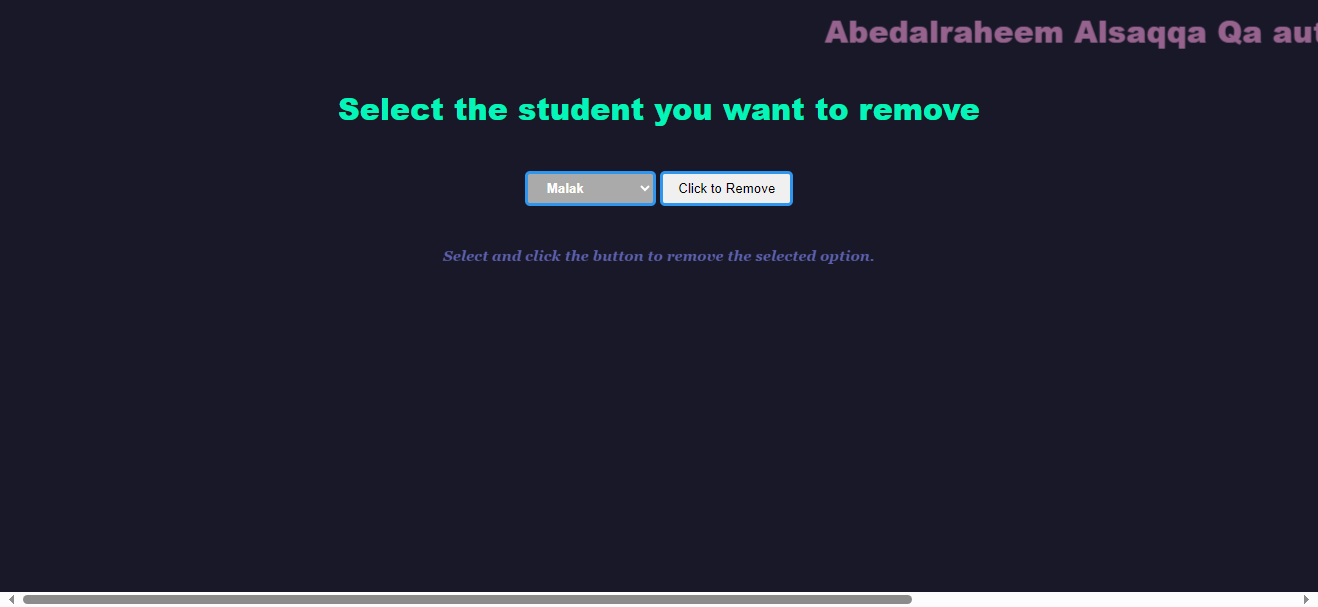 Abedalraheem Alsaqqa Qa
Select the student you want to remove
Malak Click to Remove
Select and click the button to remove the selected option.